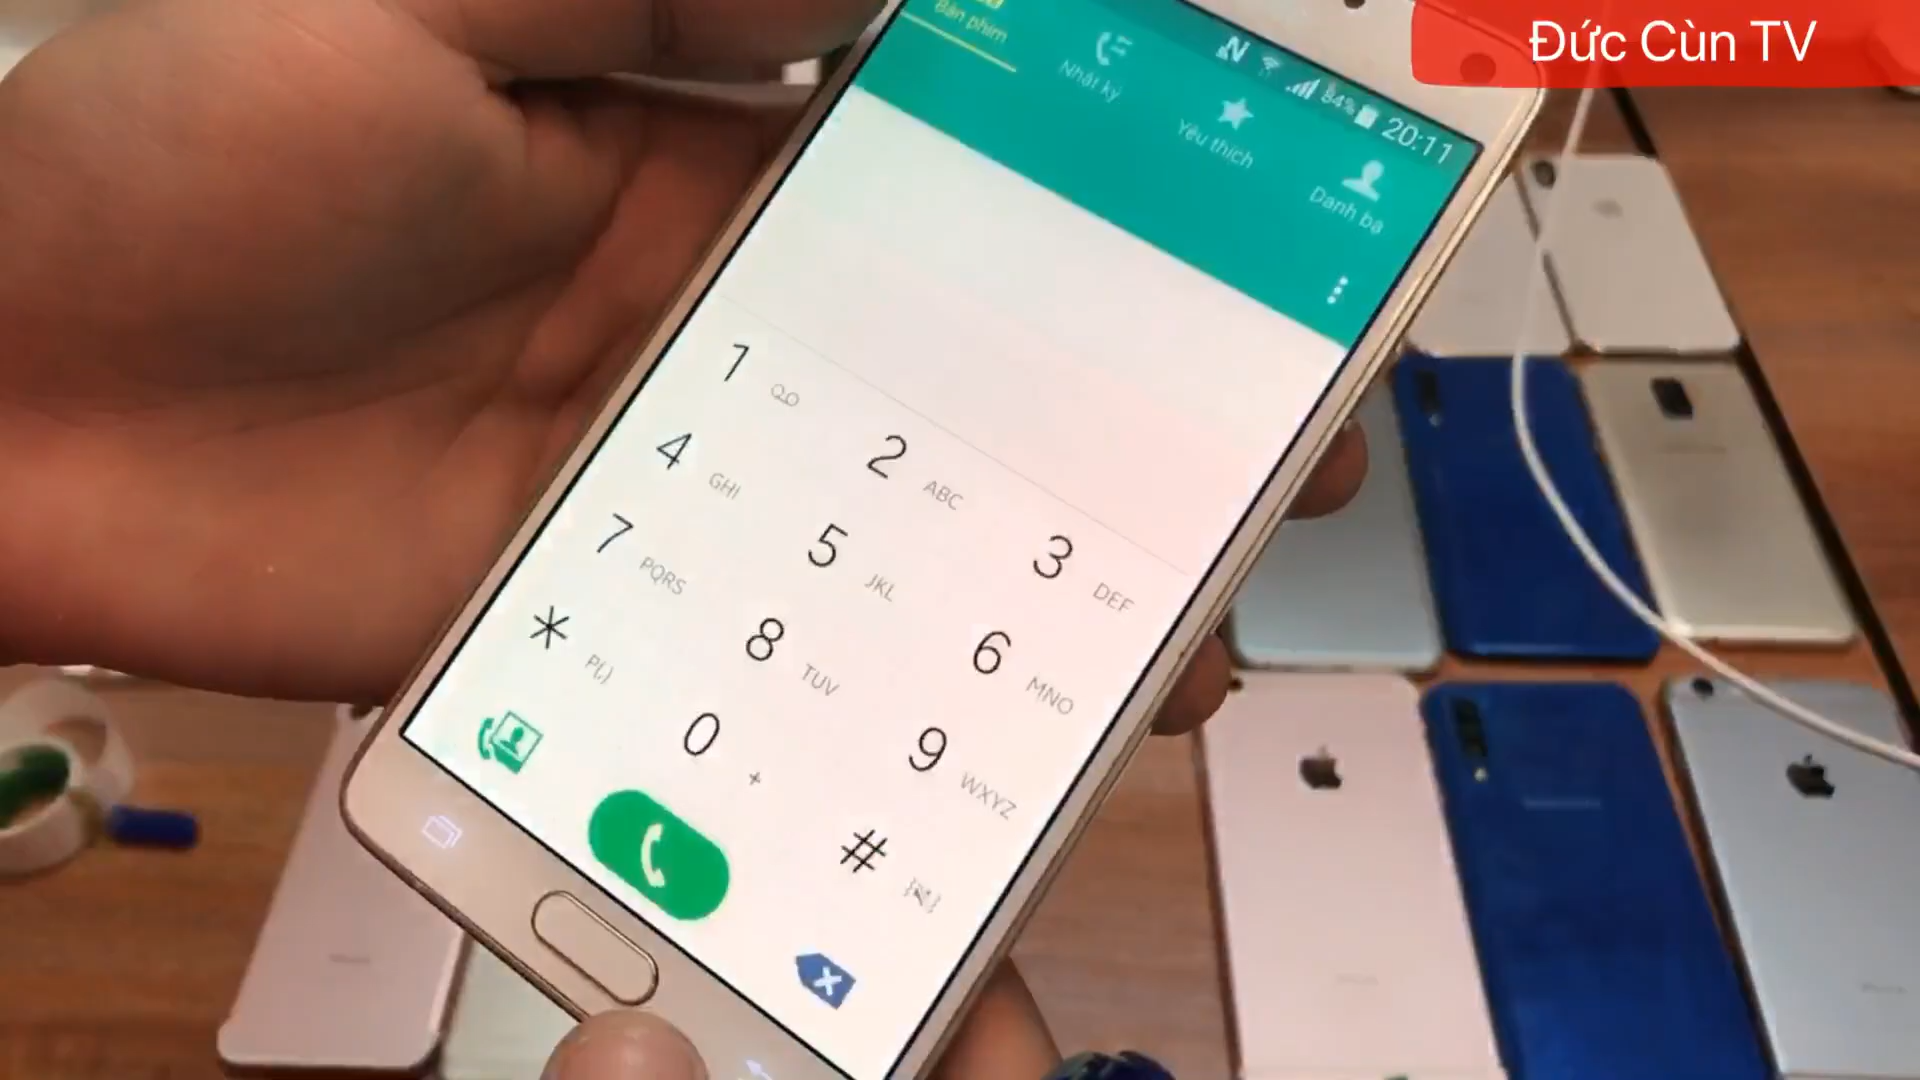 Đức Cùn TV
84% 20:11
Bàn phím
Nhật ký
Yêu thích
Danh bạ
1
2 ABC
3 DEF
4 GHI
5 JKL
6 MNO
7 PQRS
8 TUV
9 WXYZ
* P(,)
0 +
#